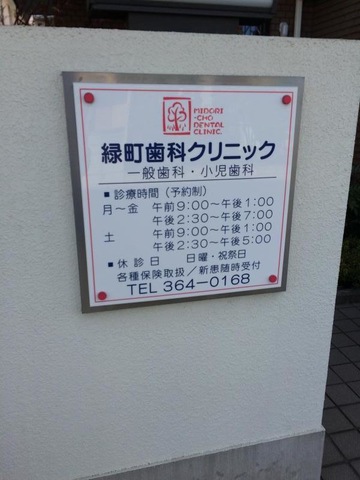 MIDORI
-CHO
DENTAL
CLINIC.
緑町歯科クリニック
一般歯科・小児歯科
■診療時間（予約制）
月～金 午前9:00～午後1:00
午後2:30～午後7:00
土 午前9:00～午後1:00
午後2:30～午後5:00
■休診日 日曜・祝祭日
各種保険取扱／新患随時受付
TEL 364-0168